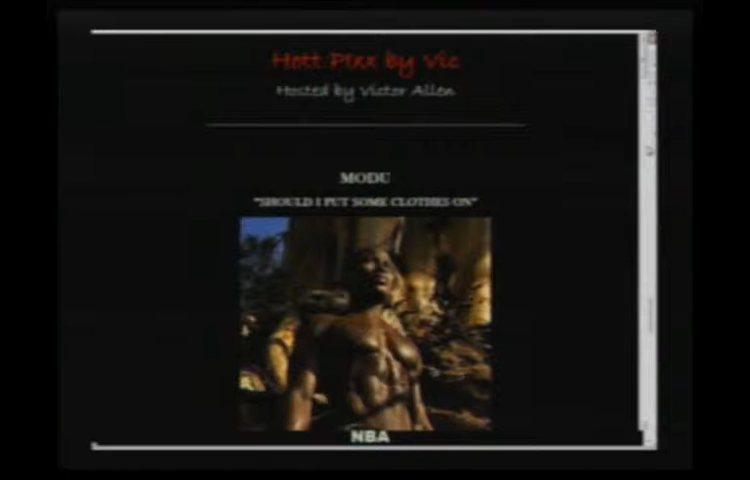 Hott Pixx by Vic
Hosted by Victor Allen
MODU
"SHOULD I PUT SOME CLOTHES ON"
NBA